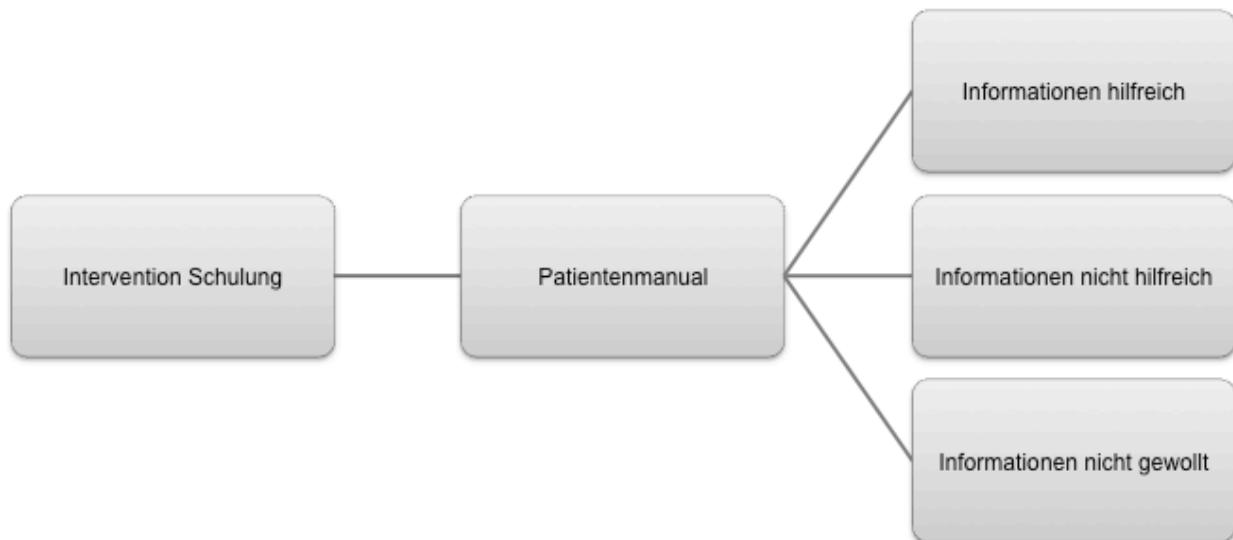 Intervention Schulung
Patientenmanual
Informationen hilfreich
Informationen nicht hilfreich
Informationen nicht gewollt